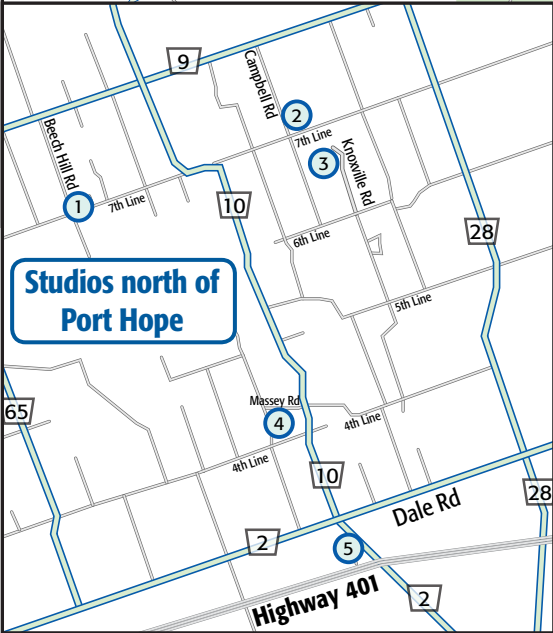 9
Campbell Rd
2
7th Line
3
Knoxville Rd
Beech Hill Rd
1
7th Line
10
28
6th Line
Studios north of
Port Hope
5th Line
65
Massey Rd
4
4th Line
4th Line
10
28
Dale Rd
2
5
Highway 401
2